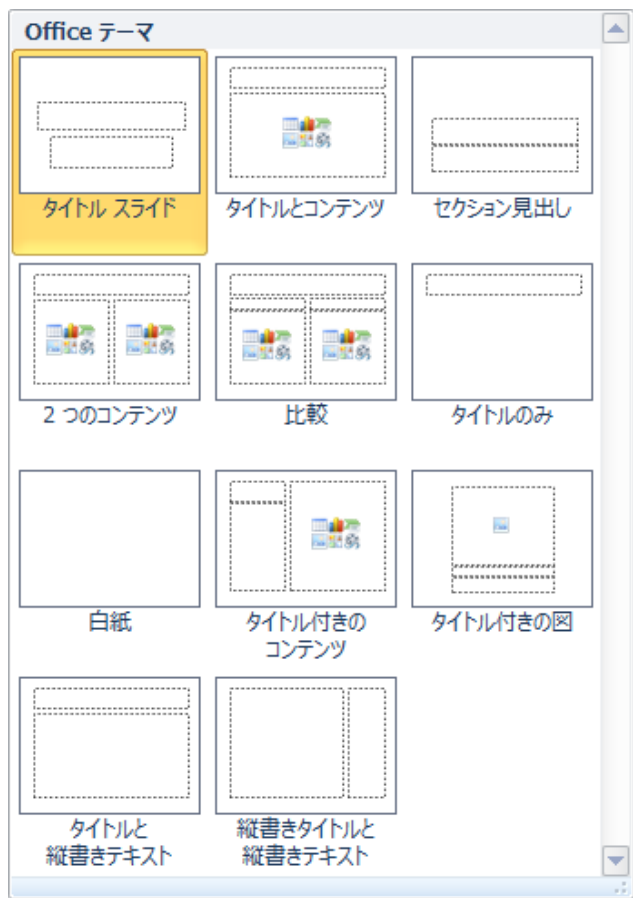 Office テーマ
タイトル スライド
タイトルとコンテンツ
セクション見出し
2 つのコンテンツ
比較
タイトルのみ
白紙
タイトル付きの
コンテンツ
タイトル付きの図
タイトルと
縦書きテキスト
縦書きタイトルと
縦書きテキスト